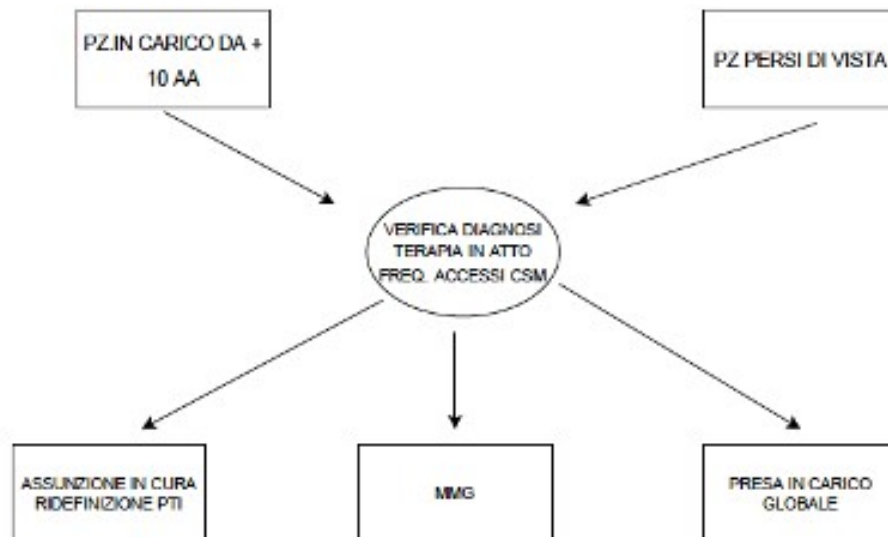 PZ.IN CARICO DA +
10 AA
PZ PERSI DI VISTA
VERIFICA DIAGNOSI
TERAPIA IN ATTO
FREQ. ACCESSI CSM
ASSUNZIONE IN CURA
RIDEFINIZIONE PTI
MMG
PRESA IN CARICO
GLOBALE